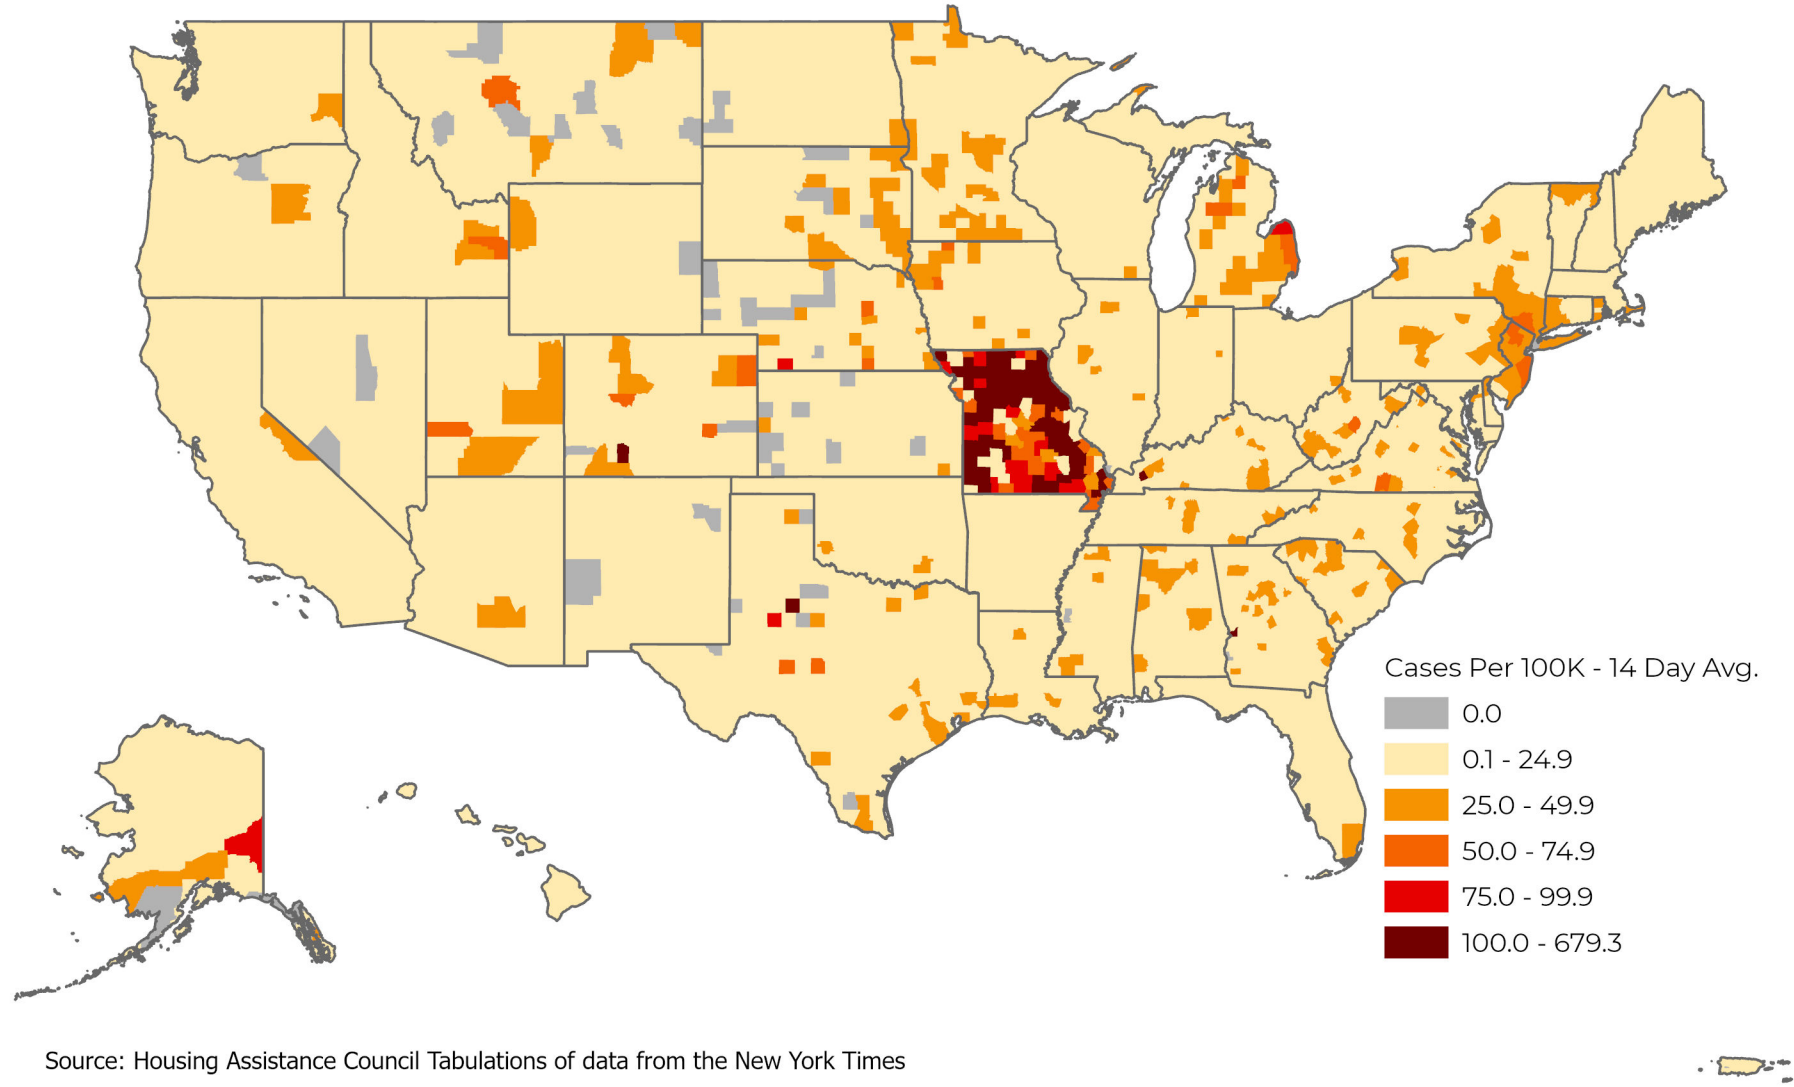 Cases Per 100K - 14 Day Avg.
0.0
0.1 - 24.9
25.0 - 49.9
50.0 - 74.9
75.0 - 99.9
100.0 - 679.3
Source: Housing Assistance Council Tabulations of data from the New York Times